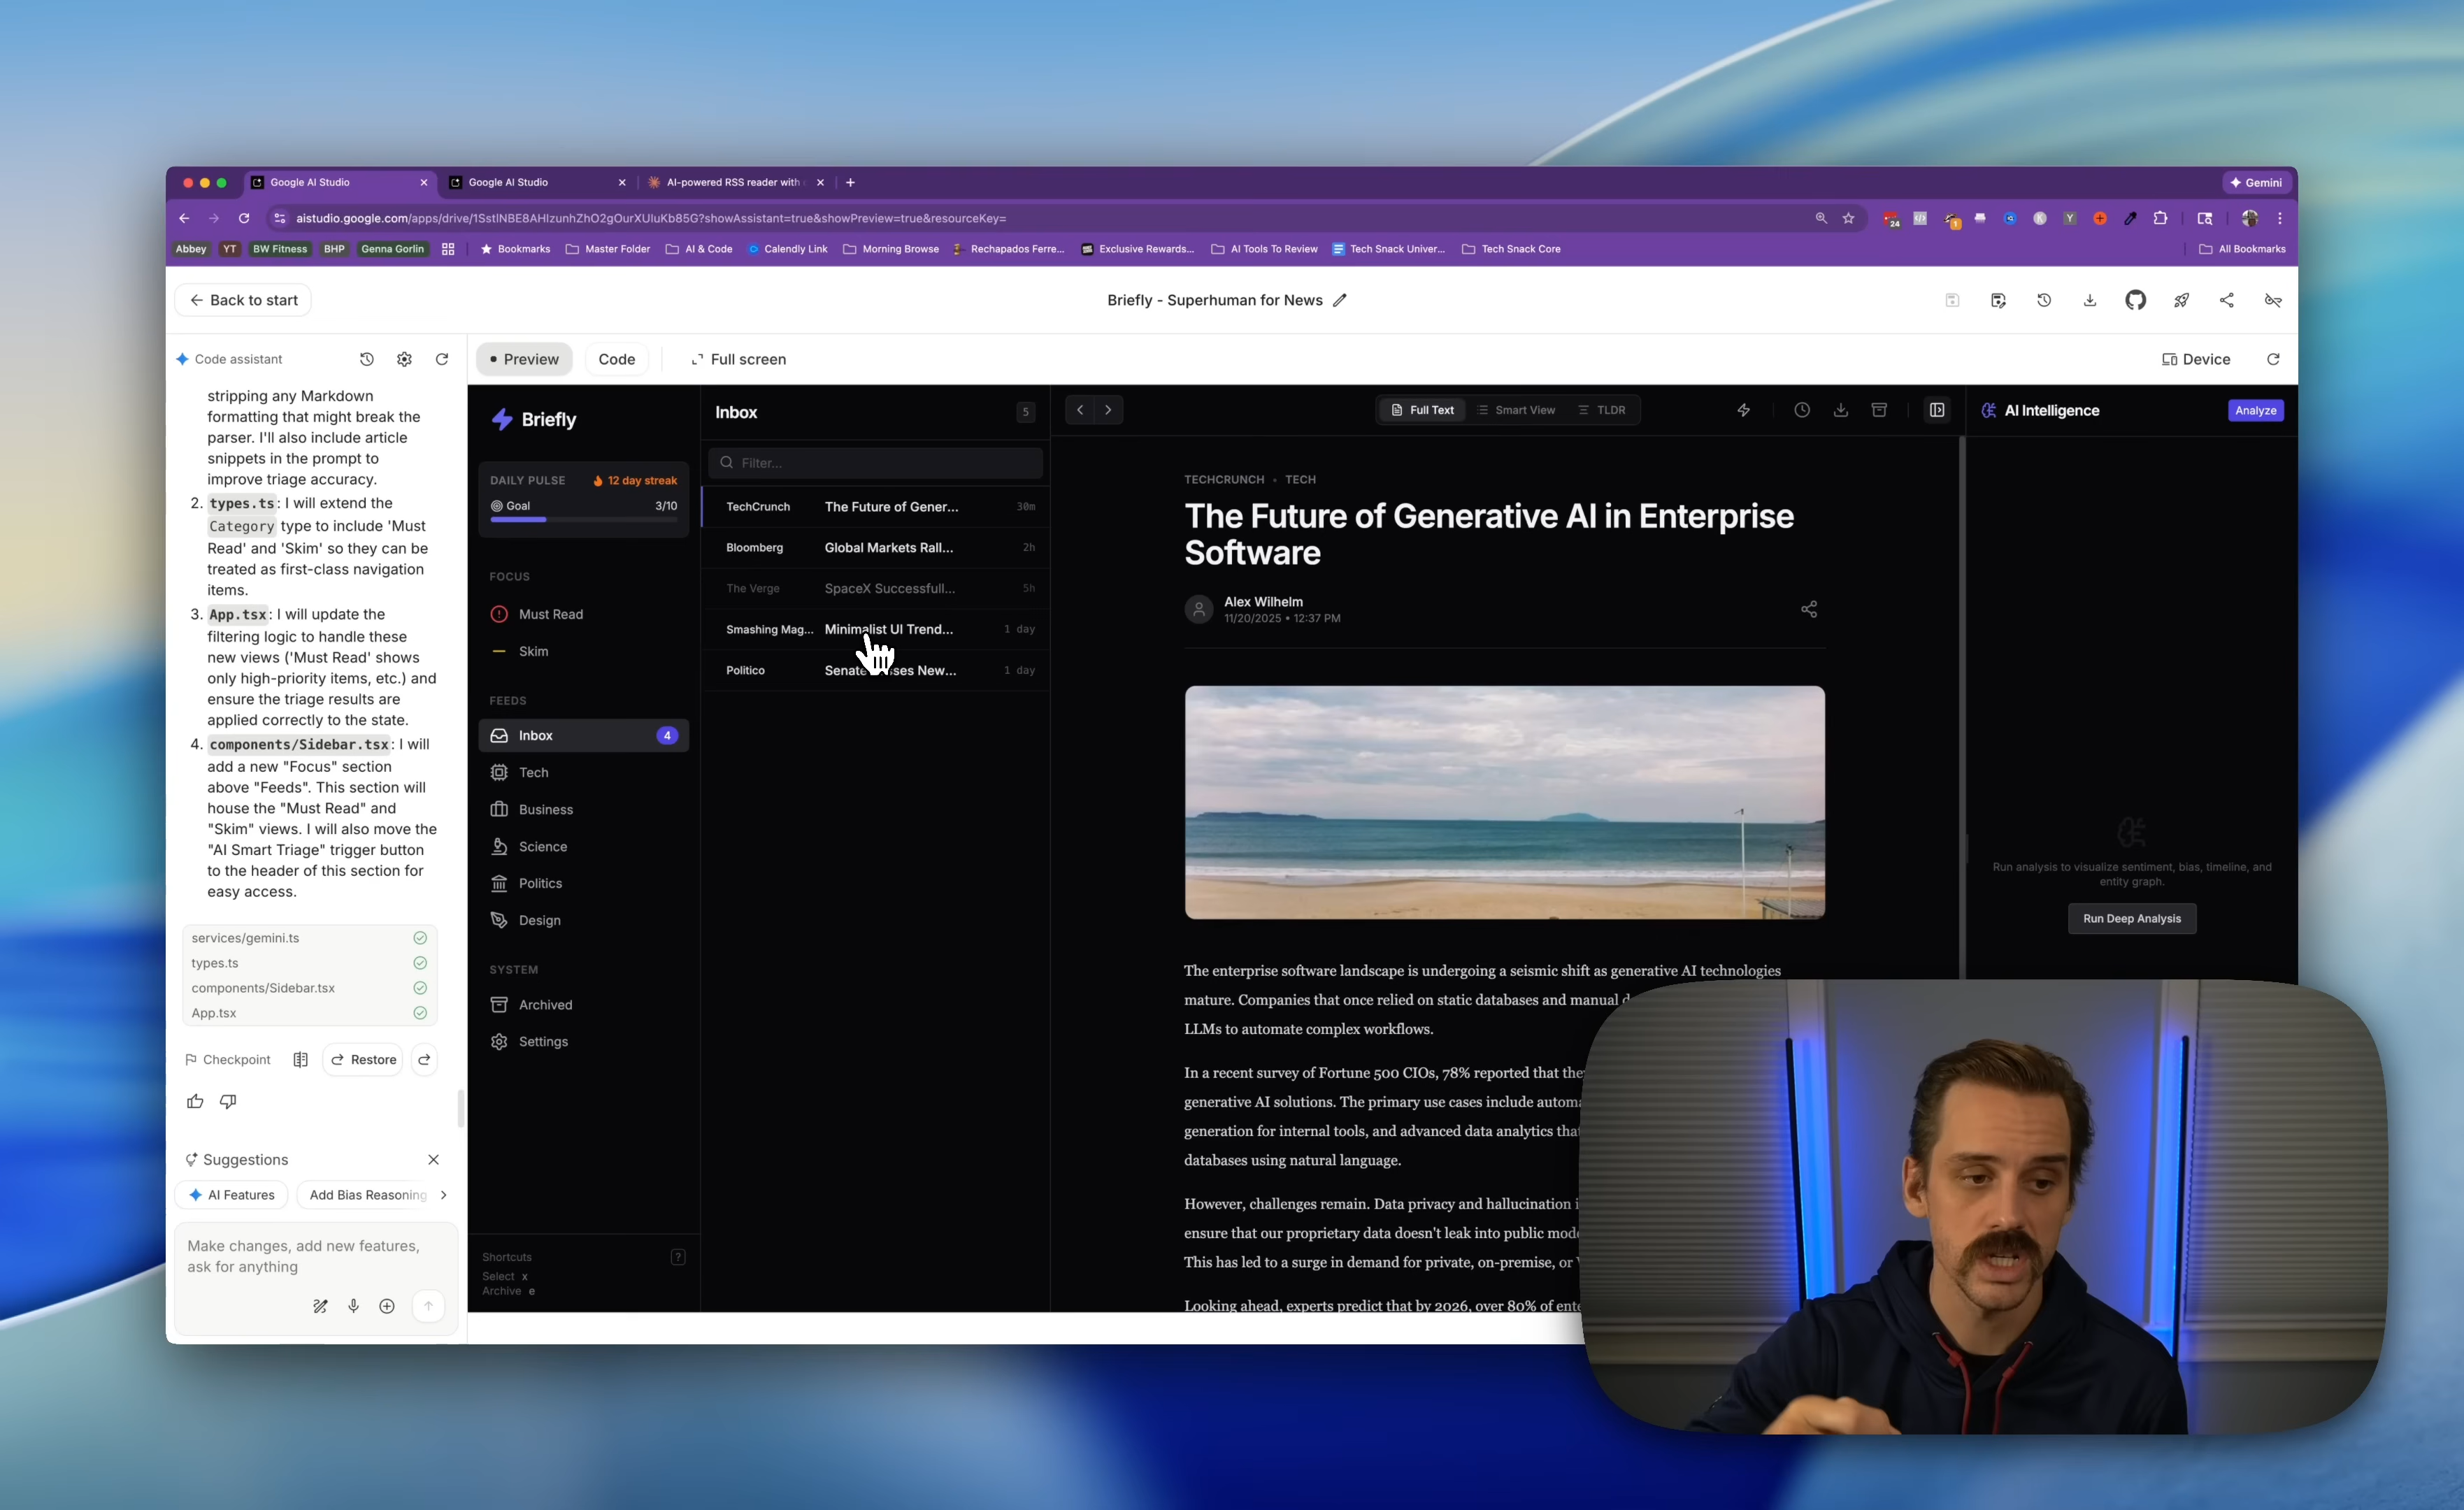 Google AI Studio
Google AI Studio
AI-powered RSS reader with
Gemini
aistudio.google.com/apps/drive/1SstlNBE8AHlzunhZhO2gOurXUluKb85G?showAssistant=true&showPreview=true&resourceKey=
24
1
Abbey
YT
BW Fitness
BHP
Genna Gorlin
Bookmarks
Master Folder
AI & Code
Calendly Link
Morning Browse
Rechapados Ferre...
Exclusive Rewards...
AI Tools To Review
Tech Snack Univer...
Tech Snack Core
All Bookmarks
Back to start
Briefly - Superhuman for News
Code assistant
Preview
Code
Full screen
Device
stripping any Markdown
formatting that might break the
parser. I'll also include article
snippets in the prompt to
improve triage accuracy.
2. types.ts: I will extend the
Category type to include 'Must
Read' and 'Skim' so they can be
treated as first-class navigation
items.
3. App.tsx: I will update the
filtering logic to handle these
new views ('Must Read' shows
only high-priority items, etc.) and
ensure the triage results are
applied correctly to the state.
4. components/Sidebar.tsx: I will
add a new "Focus" section
above "Feeds". This section will
house the "Must Read" and
"Skim" views. I will also move the
"AI Smart Triage" trigger button
to the header of this section for
easy access.
services/gemini.ts
types.ts
components/Sidebar.tsx
App.tsx
Checkpoint
Restore
Suggestions
AI Features
Add Bias Reasoning
Make changes, add new features,
ask for anything
Briefly
DAILY PULSE
12 day streak
Goal
3/10
FOCUS
Must Read
Skim
FEEDS
Inbox
4
Tech
Business
Science
Politics
Design
SYSTEM
Archived
Settings
Shortcuts
?
Select x
Archive e
Inbox
5
Filter...
TechCrunch
The Future of Gener...
30m
Bloomberg
Global Markets Rall...
2h
The Verge
SpaceX Successfull...
5h
Smashing Mag...
Minimalist UI Trend...
1 day
Politico
Senate
ses New...
1 day
Full Text
Smart View
TLDR
TECHCRUNCH • TECH
The Future of Generative AI in Enterprise
Software
Alex Wilhelm
11/20/2025 • 12:37 PM
The enterprise software landscape is undergoing a seismic shift as generative AI technologies
mature. Companies that once relied on static databases and manual
LLMs to automate complex workflows.
In a recent survey of Fortune 500 CIOs, 78% reported that
generative AI solutions. The primary use cases include
generation for internal tools, and advanced data analytics
databases using natural language.
However, challenges remain. Data privacy and hallucination
ensure that our proprietary data doesn't leak into public
This has led to a surge in demand for private, on-premise, or
Looking ahead, experts predict that by 2026, over 80% of
AI Intelligence
Analyze
Run analysis to visualize sentiment, bias, timeline, and
entity graph.
Run Deep Analysis